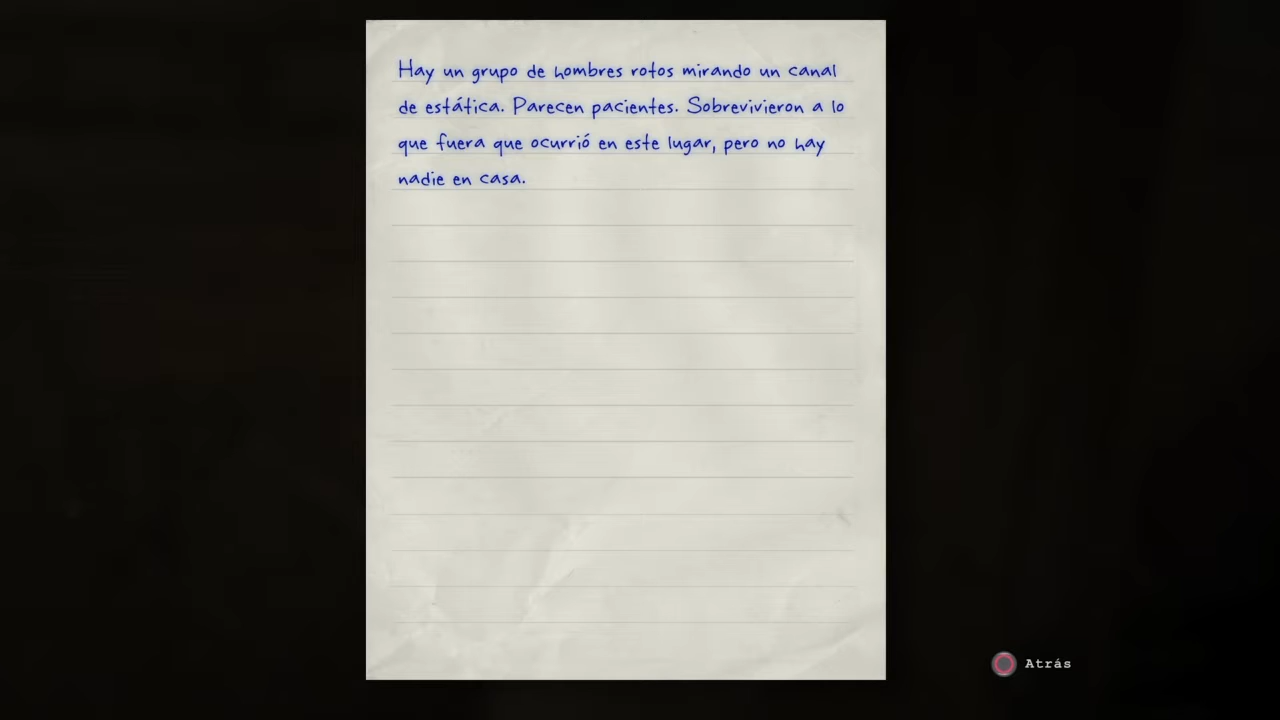 Hay un grupo de hombres rotos mirando un canal
de estática. Parecen pacientes. Sobrevivieron a lo
que fuera que ocurrió en este lugar, pero no hay
nadie en casa.
Atrás